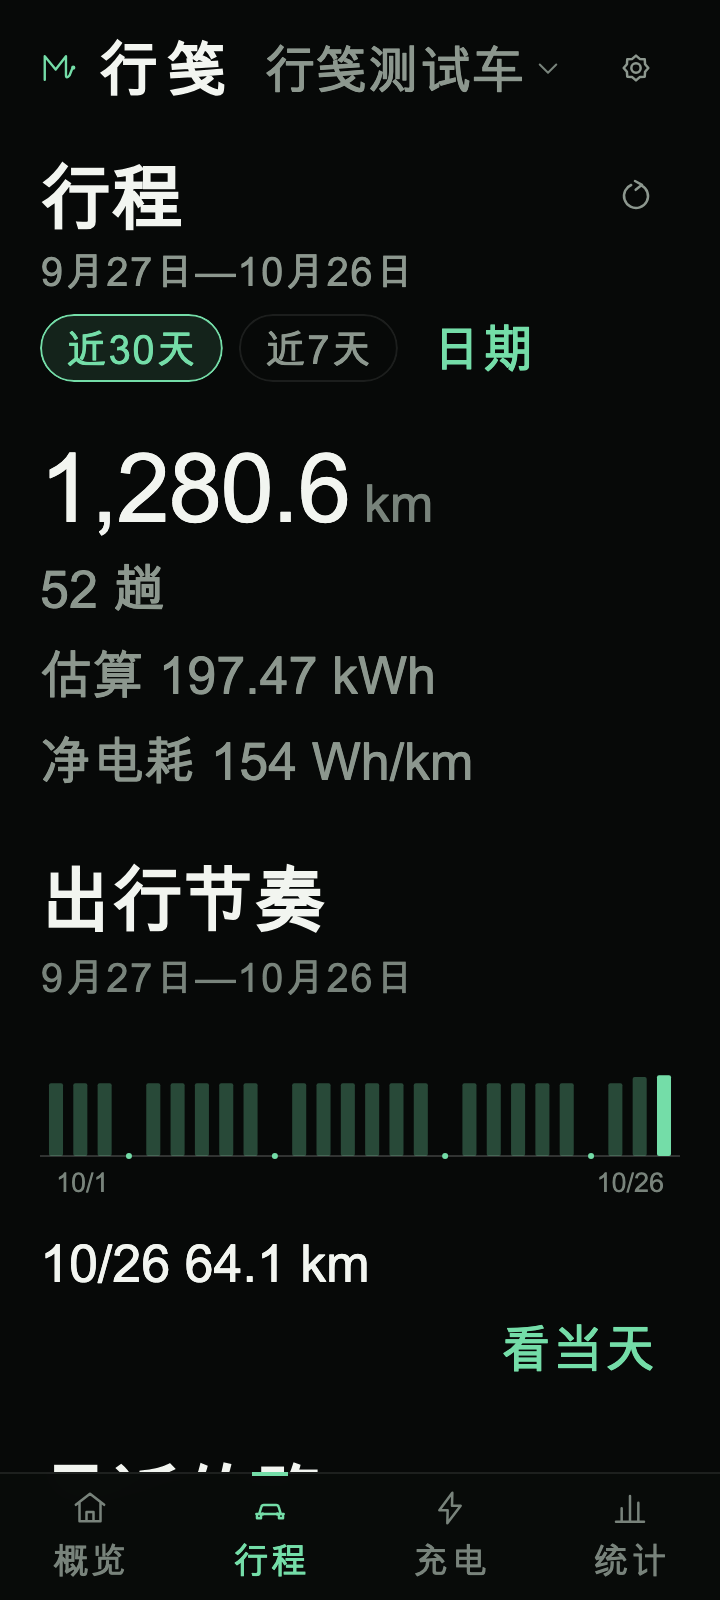 行笺 行笺测试车
行程
9月27日—10月26日
近30天 近7天 日期
1,280.6 km
52 趟
估算 197.47 kWh
净电耗 154 Wh/km
出行节奏
9月27日—10月26日
10/1 10/26
10/26 64.1 km
看当天
概览 行程 充电 统计